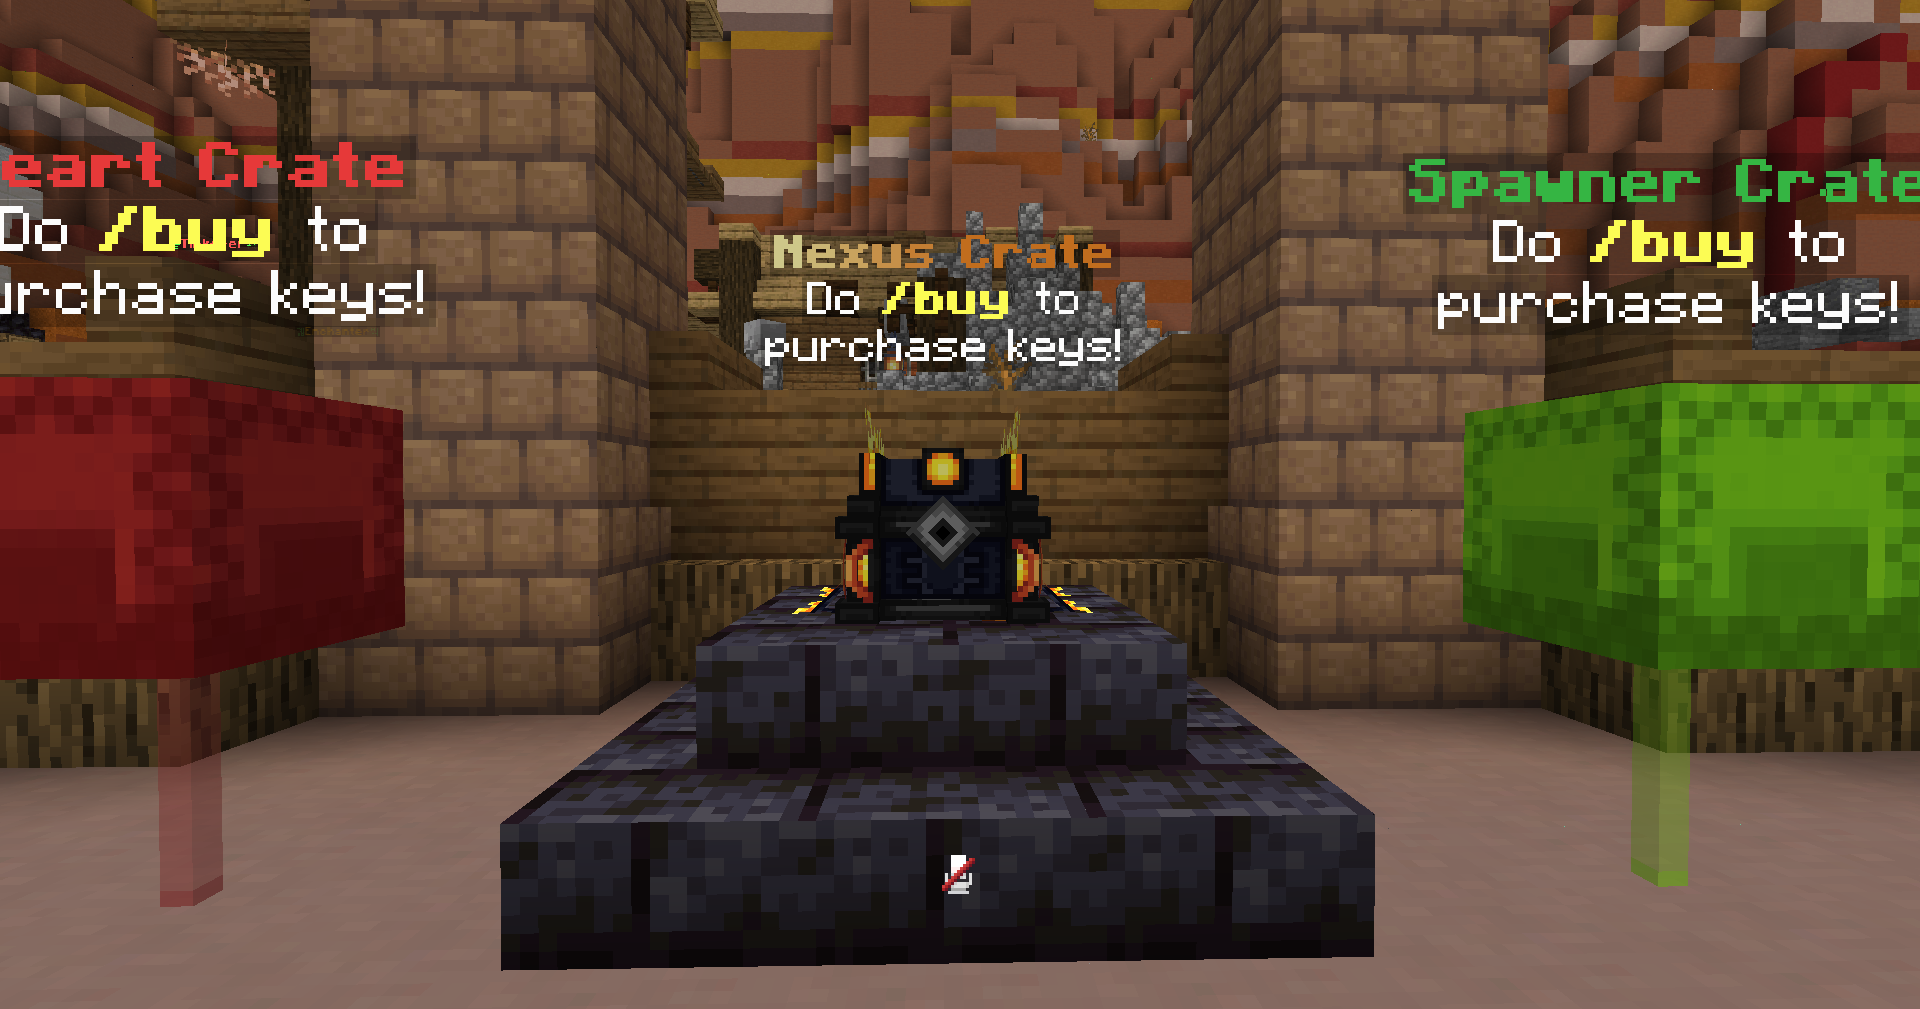 eart Crate
Do /buy to
urchase keys!
Nexus Crate
Do /buy to
purchase keys!
Spawner Crate
Do /buy to
purchase keys!